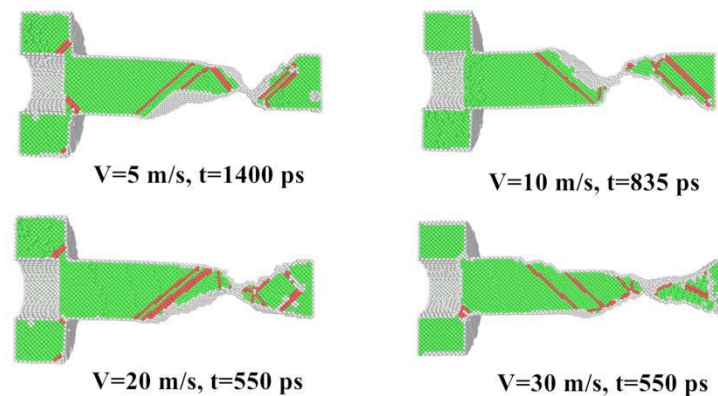 V=5 m/s, t=1400 ps
V=10 m/s, t=835 ps
V=20 m/s, t=550 ps
V=30 m/s, t=550 ps